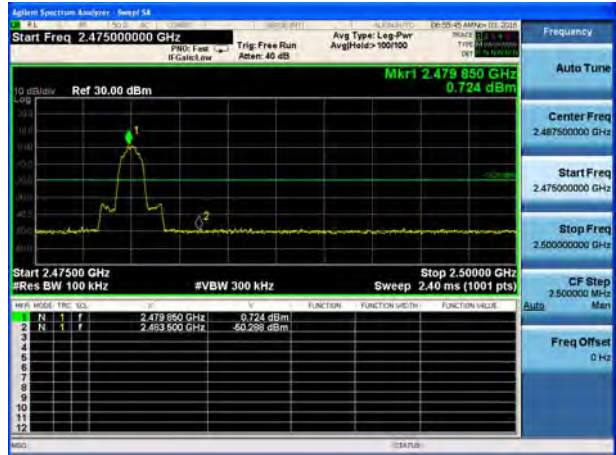 Agilent Spectrum Analyzer - Swept SA
Start Freq 2.475000000 GHz
PNO: Fast
IFGain:Low
Trig: Free Run
Atten: 40 dB
Avg Type: Log-Pwr
Avg|Hold:>100/100
06:55:45 AM Nov 03, 2016
TRACE
TYPE
DET
Mkr1 2.479 850 GHz
0.724 dBm
10 dB/div
Log
Ref 30.00 dBm
1
2
Start 2.47500 GHz
Stop 2.50000 GHz
#Res BW 100 kHz
#VBW 300 kHz
Sweep 2.40 ms (1001 pts)
MKR MODE TRC SCL X Y FUNCTION FUNCTION WIDTH FUNCTION VALUE
1 N 1 f 2.479 850 GHz 0.724 dBm
2 N 1 f 2.483 500 GHz -50.288 dBm
3
4
5
6
7
8
9
10
11
12
MSG
STATUS
Frequency
Auto Tune
Center Freq
2.487500000 GHz
Start Freq
2.475000000 GHz
Stop Freq
2.500000000 GHz
CF Step
2.500000 MHz
Auto Man
Freq Offset
0 Hz